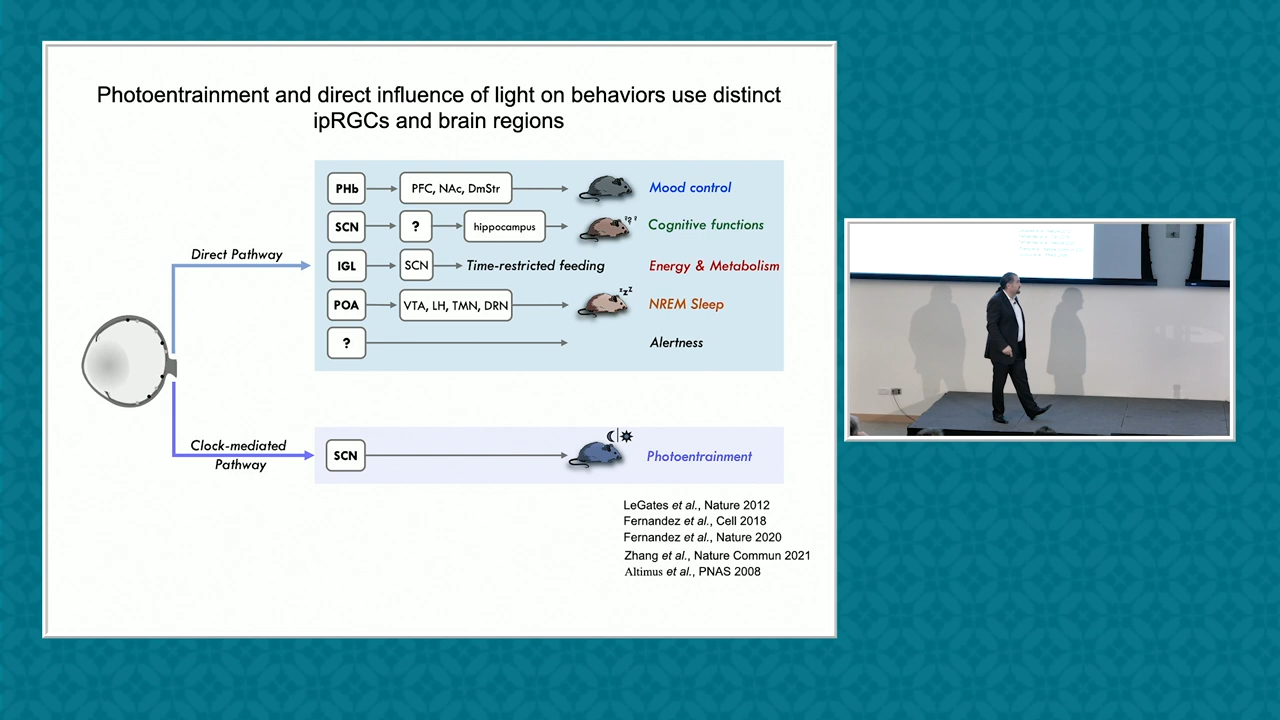 Photoentrainment and direct influence of light on behaviors use distinct
ipRGCs and brain regions
Direct Pathway
PHb PFC, NAc, DmStr Mood control
SCN ? hippocampus ??? Cognitive functions
IGL SCN Time-restricted feeding Energy & Metabolism
POA VTA, LH, TMN, DRN zzZ NREM Sleep
? Alertness
Clock-mediated
Pathway
SCN Photoentrainment
LeGates et al., Nature 2012
Fernandez et al., Cell 2018
Fernandez et al., Nature 2020
Zhang et al., Nature Commun 2021
Altimus et al., PNAS 2008